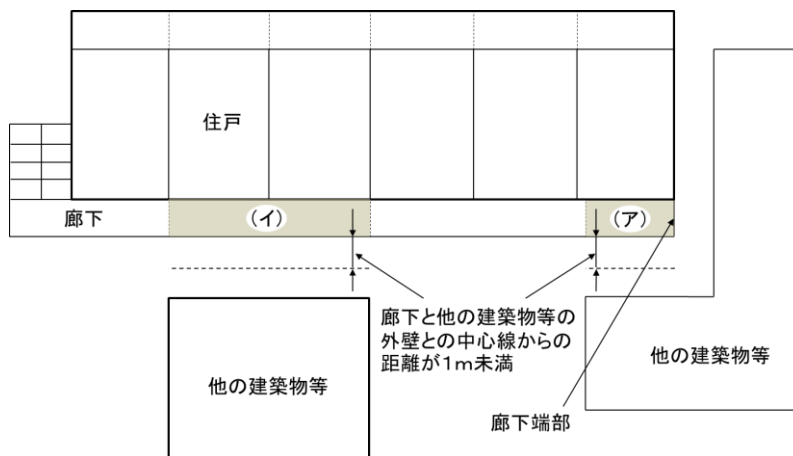 住戸
廊下
(イ)
(ア)
廊下と他の建築物等の
外壁との中心線からの
距離が1m未満
他の建築物等
他の建築物等
廊下端部